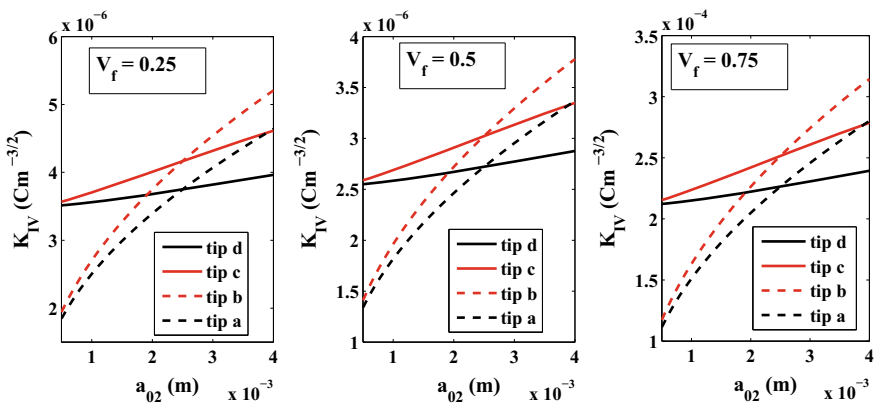 x 10⁻⁶
6
5
4
3
2
K_IV (Cm^−3/2)
V_f = 0.25
tip d
tip c
tip b
tip a
1 2 3 4
a_02 (m) x 10⁻³
x 10⁻⁶
4
3.5
3
2.5
2
1.5
1
K_IV (Cm^−3/2)
V_f = 0.5
tip d
tip c
tip b
tip a
1 2 3 4
a_02 (m) x 10⁻³
x 10⁻⁴
3.5
3
2.5
2
1.5
1
K_IV (Cm^−3/2)
V_f = 0.75
tip d
tip c
tip b
tip a
1 2 3 4
a_02 (m) x 10⁻³